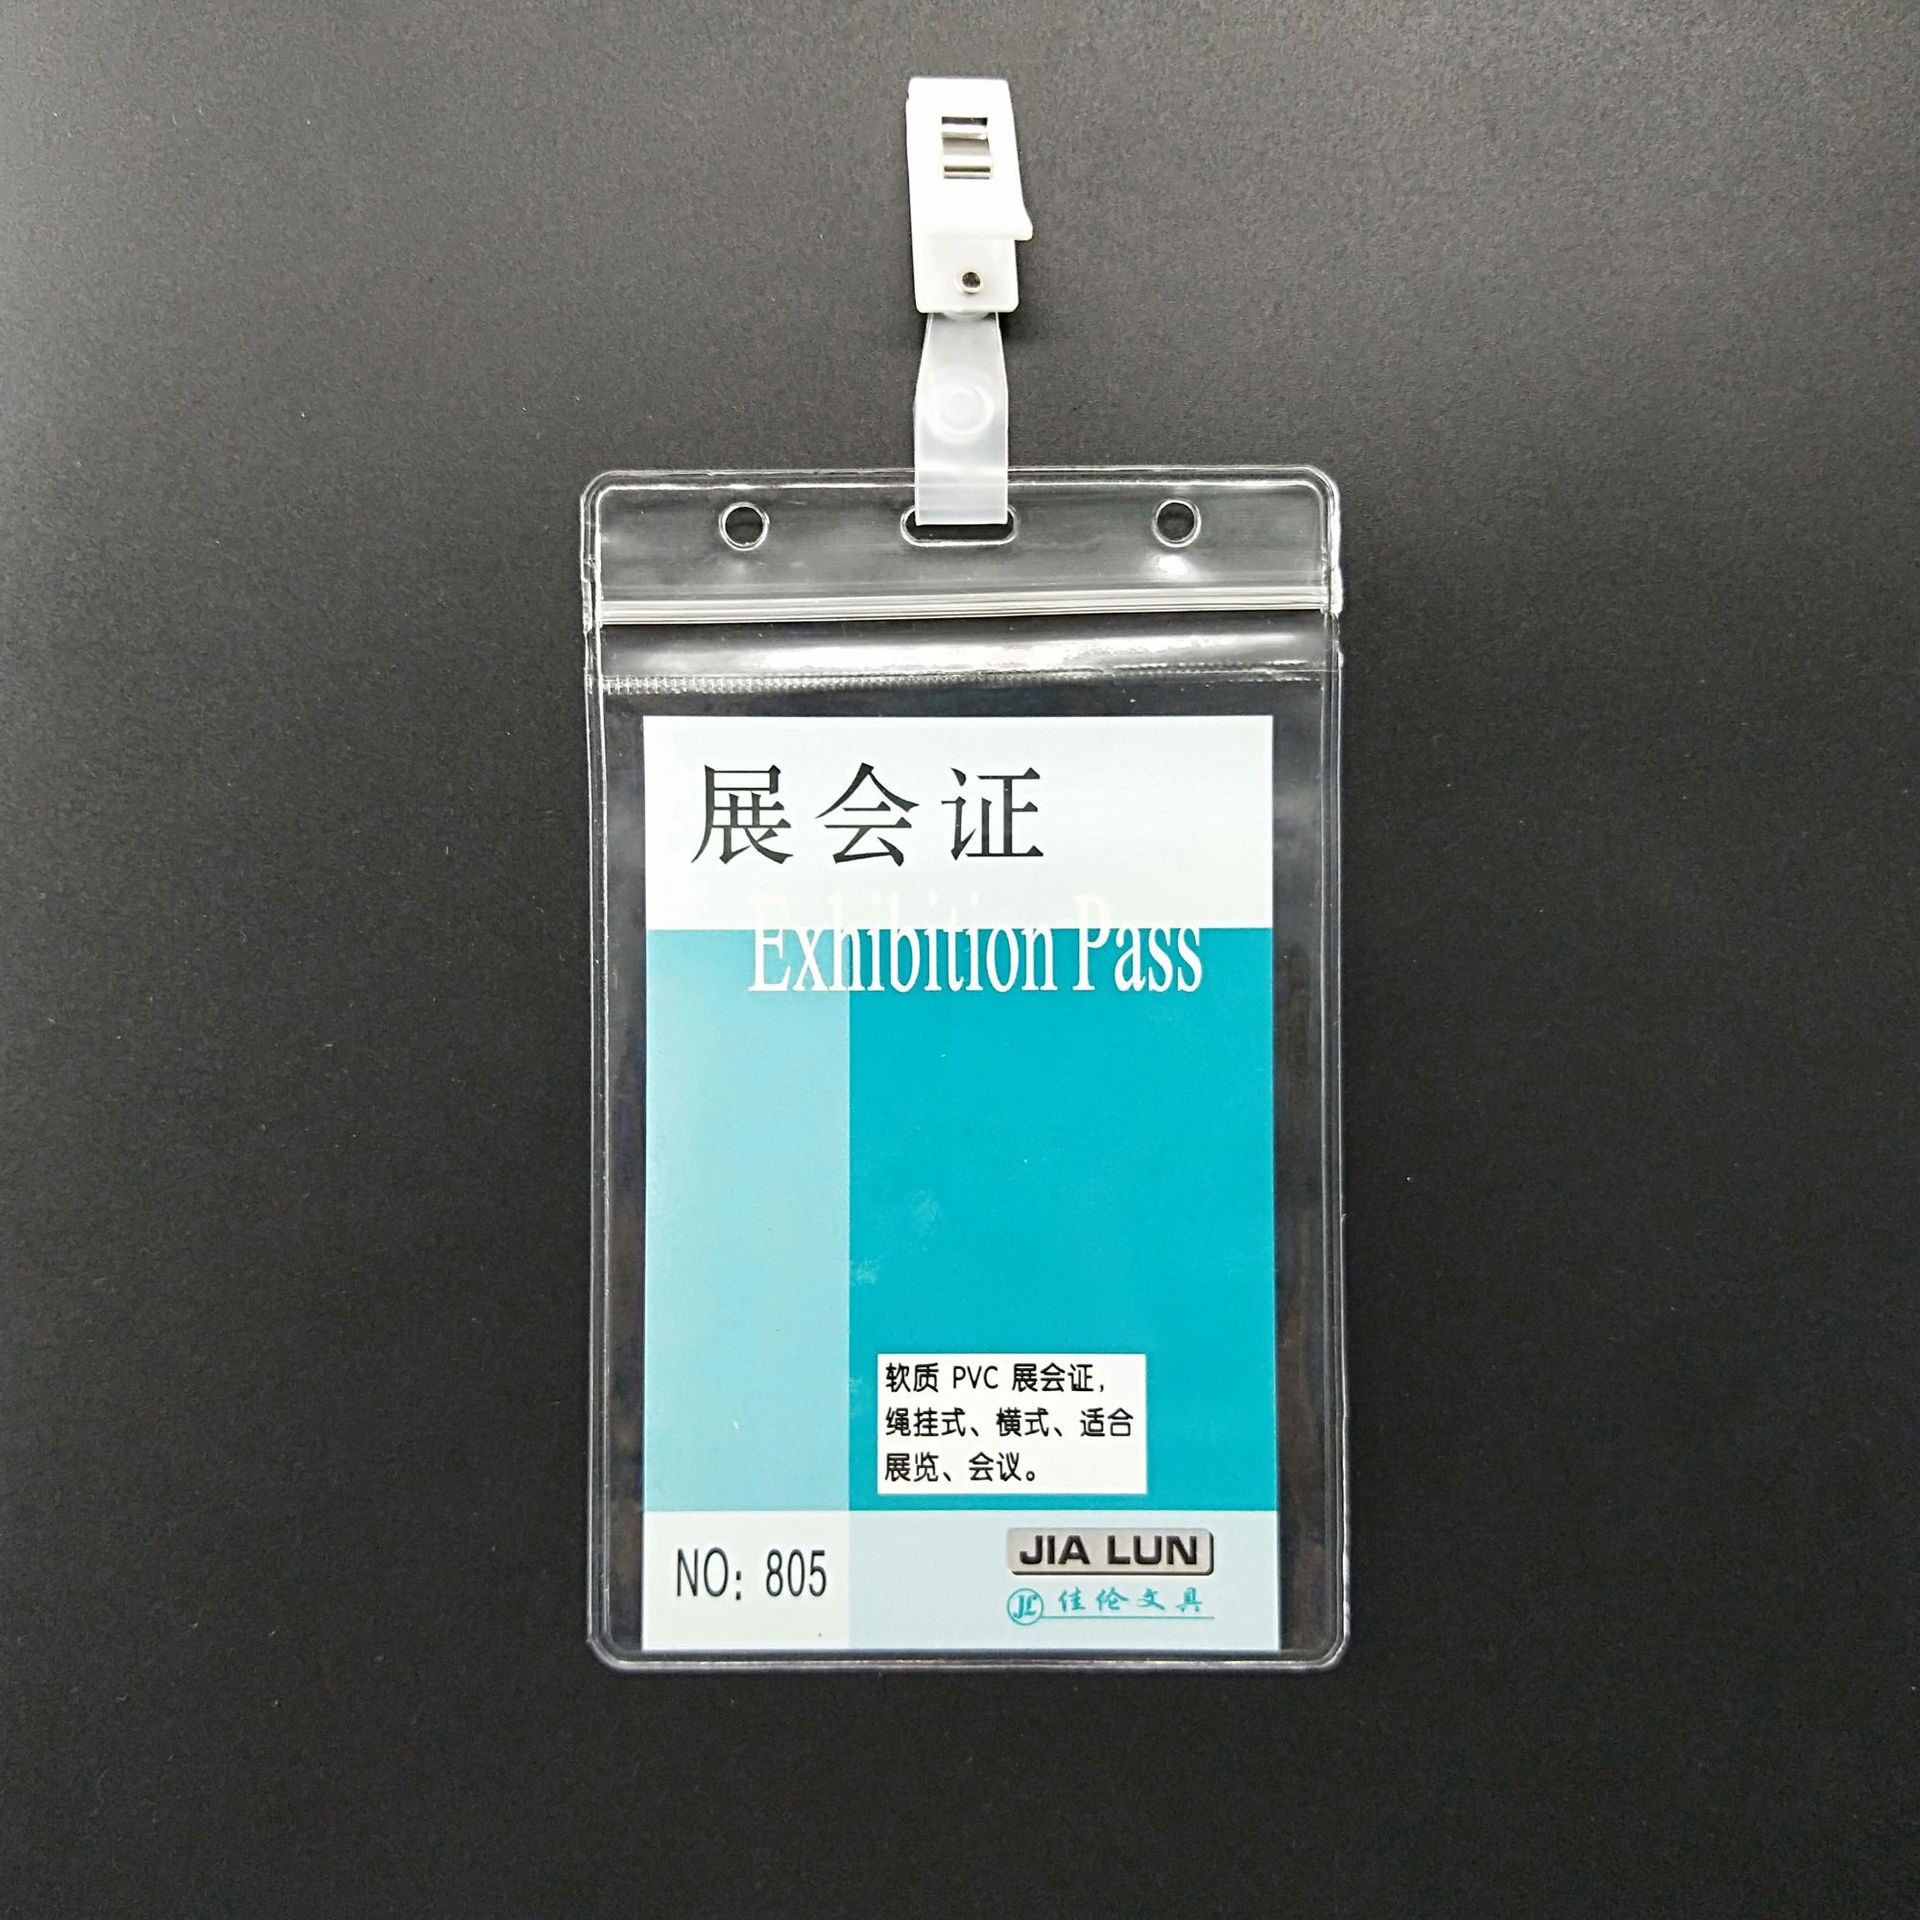 展会证
Exhibition Pass
软质 PVC 展会证，
绳挂式、横式、适合
展览、会议。
NO: 805
JIA LUN
JL 佳伦文具